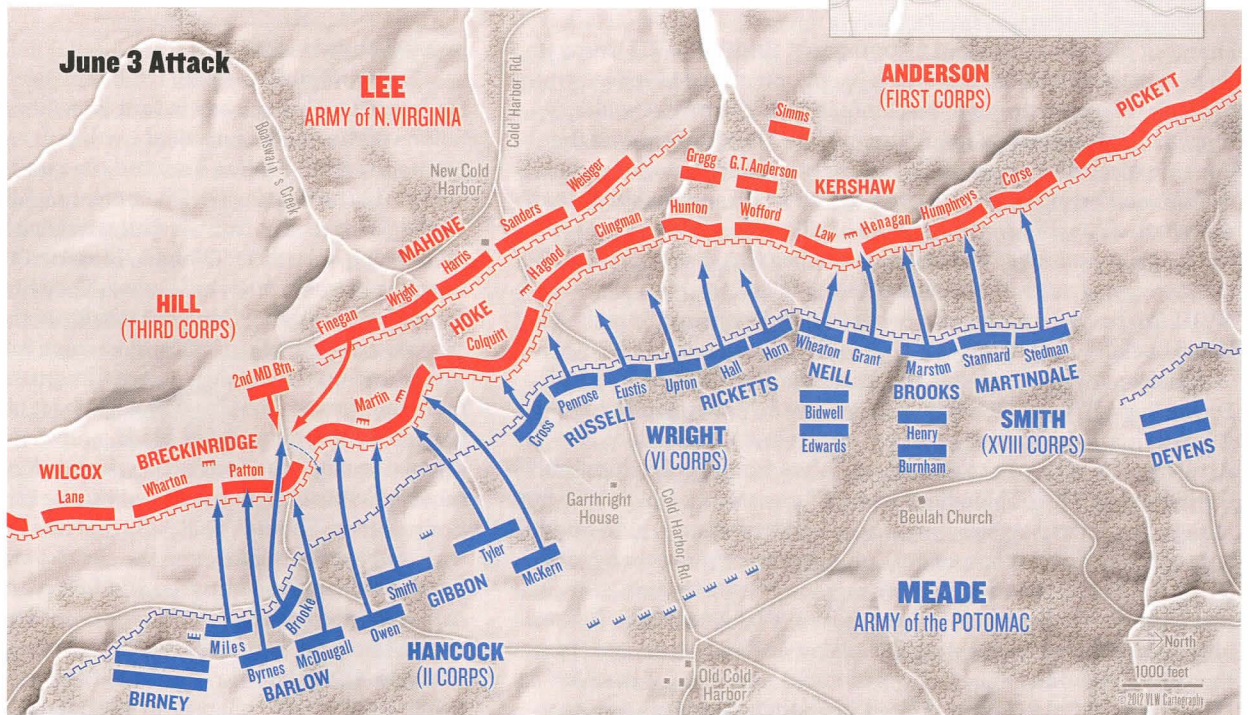 June 3 Attack
LEE
ARMY of N.VIRGINIA
ANDERSON
(FIRST CORPS)
PICKETT
Simms
Boatswain's Creek
Cold Harbor Rd.
New Cold
Harbor
Weisiger
Gregg
G.T. Anderson
KERSHAW
Corse
Humphreys
Henagan
Law
Wofford
Hunton
Clingman
Sanders
MAHONE
Harris
Hagood
Wright
Finegan
HOKE
Colquitt
HILL
(THIRD CORPS)
2nd MD Btn.
Martin
BRECKINRIDGE
WILCOX
Lane
Wharton
Patton
Cross
Penrose
Eustis
Upton
Hall
Horn
Wheaton
Grant
Marston
Stannard
Stedman
RUSSELL
RICKETTS
NEILL
BROOKS
MARTINDALE
Bidwell
Edwards
Henry
Burnham
WRIGHT
(VI CORPS)
SMITH
(XVIII CORPS)
DEVENS
Garthright
House
Cold Harbor Rd.
Beulah Church
Tyler
McKern
Smith
GIBBON
Owen
Brooke
Miles
Byrnes
McDougall
BARLOW
BIRNEY
HANCOCK
(II CORPS)
MEADE
ARMY of the POTOMAC
Old Cold
Harbor
North
1000 feet
© 2012 VLW Cartography